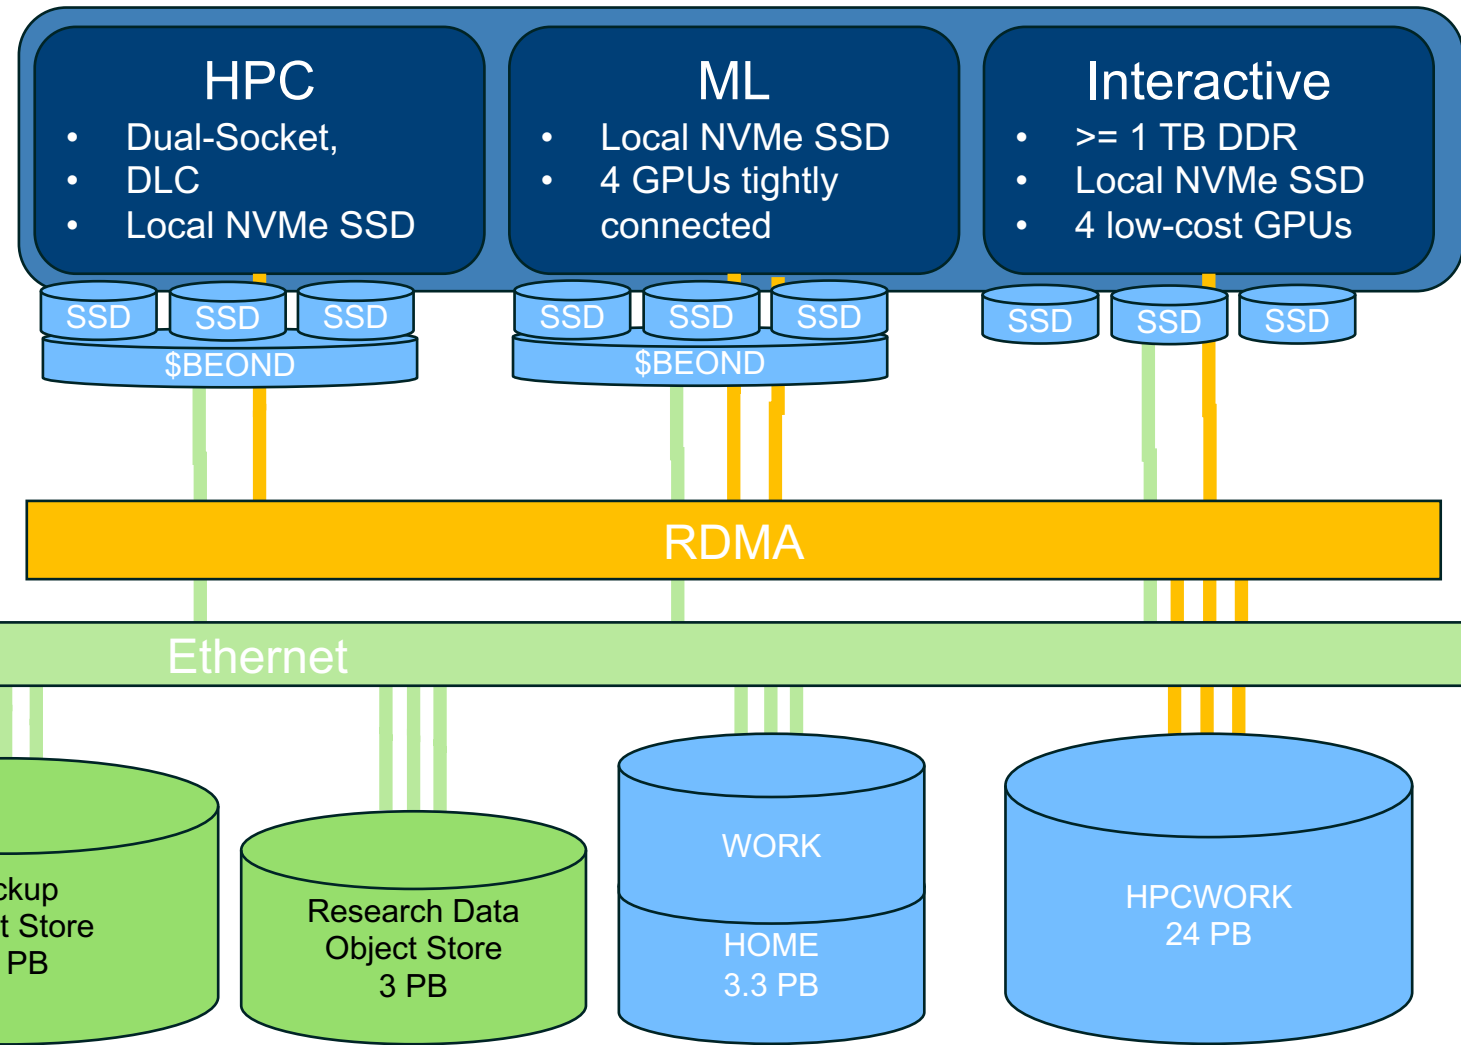 HPC
• Dual-Socket,
• DLC
• Local NVMe SSD
ML
• Local NVMe SSD
• 4 GPUs tightly
connected
Interactive
• >= 1 TB DDR
• Local NVMe SSD
• 4 low-cost GPUs
SSD SSD SSD
$BEOND
SSD SSD SSD
$BEOND
SSD SSD SSD
RDMA
Ethernet
Store
PB
Research Data
Object Store
3 PB
WORK
HOME
3.3 PB
HPCWORK
24 PB